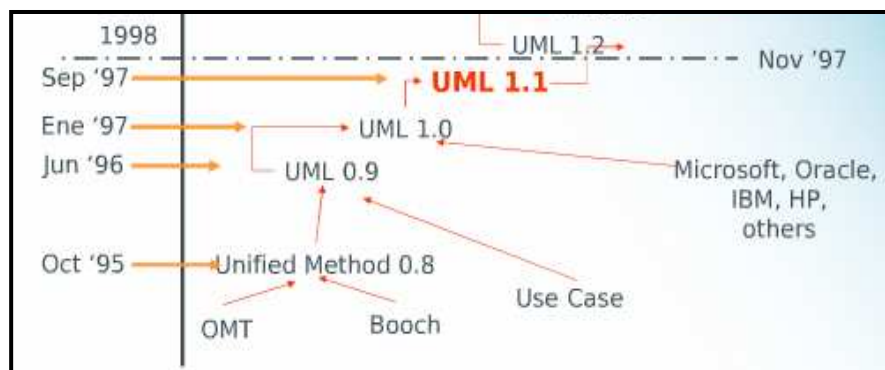 1998
UML 1.2
Nov '97
Sep '97
UML 1.1
Ene '97
UML 1.0
Jun '96
UML 0.9
Microsoft, Oracle,
IBM, HP,
others
Oct '95
Unified Method 0.8
Use Case
OMT
Booch